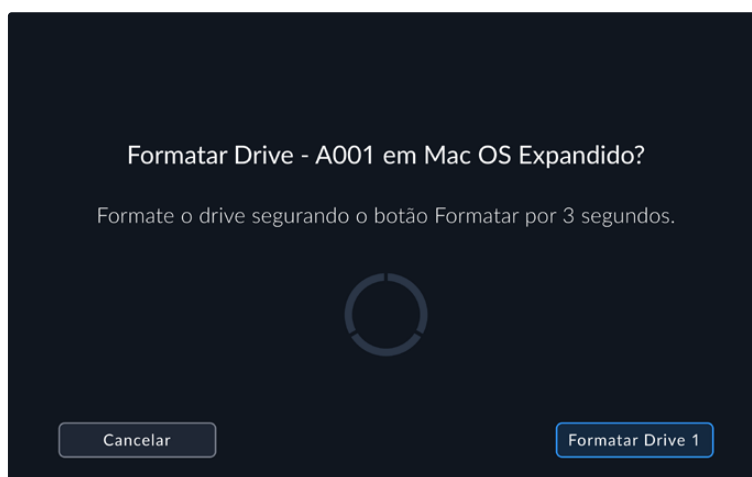 Formatar Drive - A001 em Mac OS Expandido?
Formate o drive segurando o botão Formatar por 3 segundos.
Cancelar
Formatar Drive 1